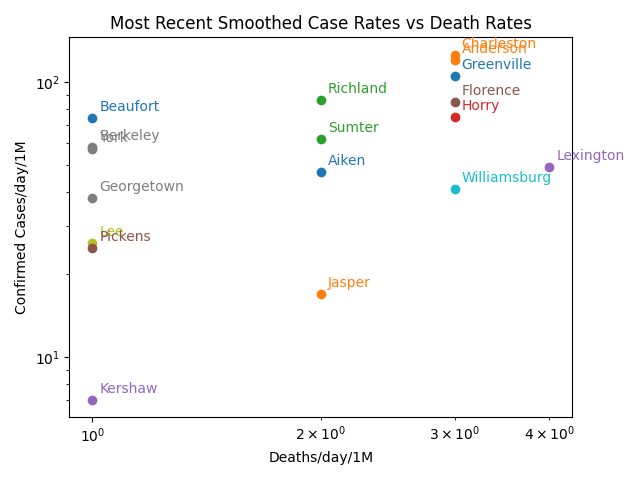 Most Recent Smoothed Case Rates vs Death Rates
Charleston
Anderson
Greenville
10²
Richland
Florence
Beaufort
Horry
Sumter
Berkeley
York
Lexington
Aiken
Williamsburg
Georgetown
Lee
Pickens
Jasper
10¹
Kershaw
Confirmed Cases/day/1M
10⁰
2 × 10⁰
3 × 10⁰
4 × 10⁰
Deaths/day/1M